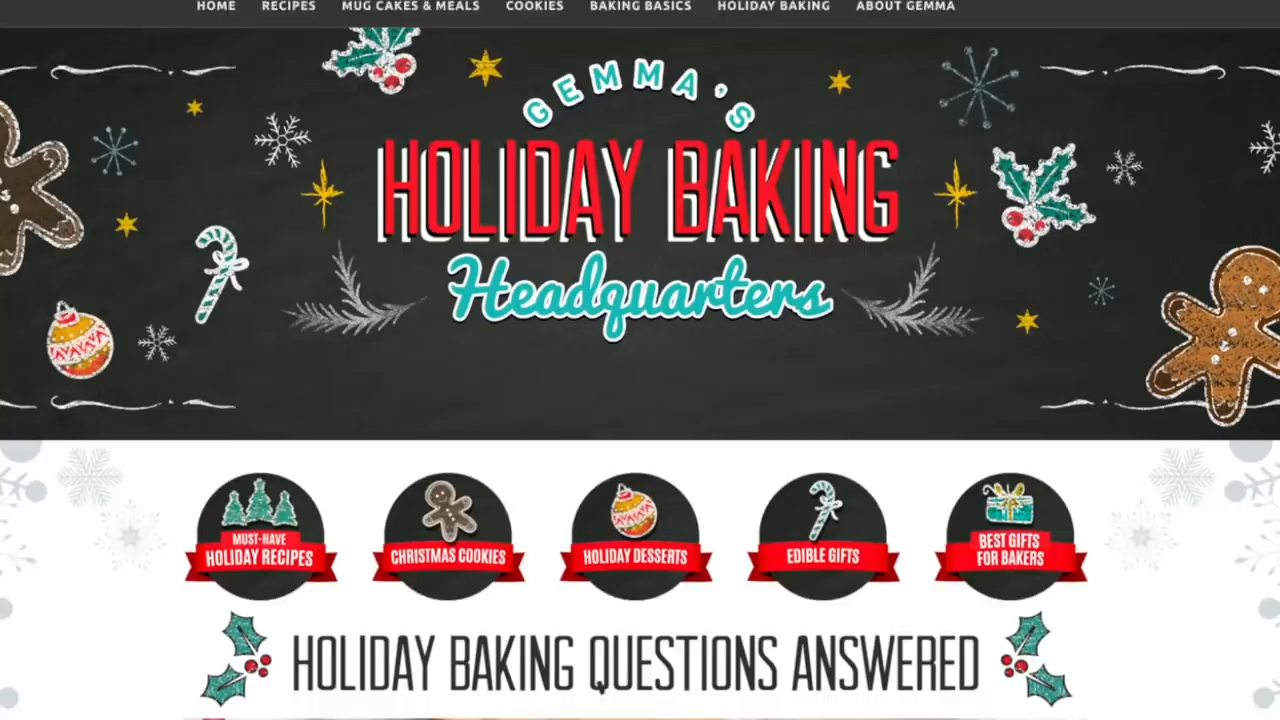 HOME RECIPES MUG CAKES & MEALS COOKIES BAKING BASICS HOLIDAY BAKING ABOUT GEMMA
GEMMA'S
HOLIDAY BAKING
Headquarters
MUST-HAVE
HOLIDAY RECIPES
CHRISTMAS COOKIES
HOLIDAY DESSERTS
EDIBLE GIFTS
BEST GIFTS
FOR BAKERS
HOLIDAY BAKING QUESTIONS ANSWERED